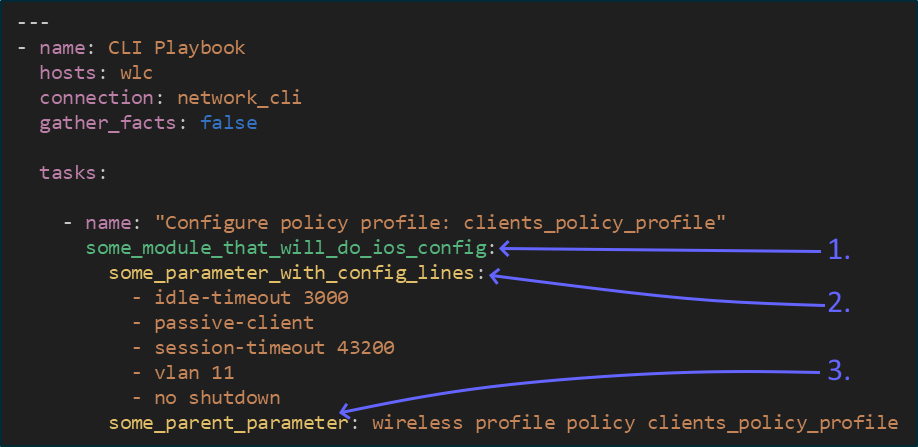 ---
- name: CLI Playbook
hosts: wlc
connection: network_cli
gather_facts: false
tasks:
- name: "Configure policy profile: clients_policy_profile"
some_module_that_will_do_ios_config: 1.
some_parameter_with_config_lines:
- idle-timeout 3000 2.
- passive-client
- session-timeout 43200
- vlan 11 3.
- no shutdown
some_parent_parameter: wireless profile policy clients_policy_profile